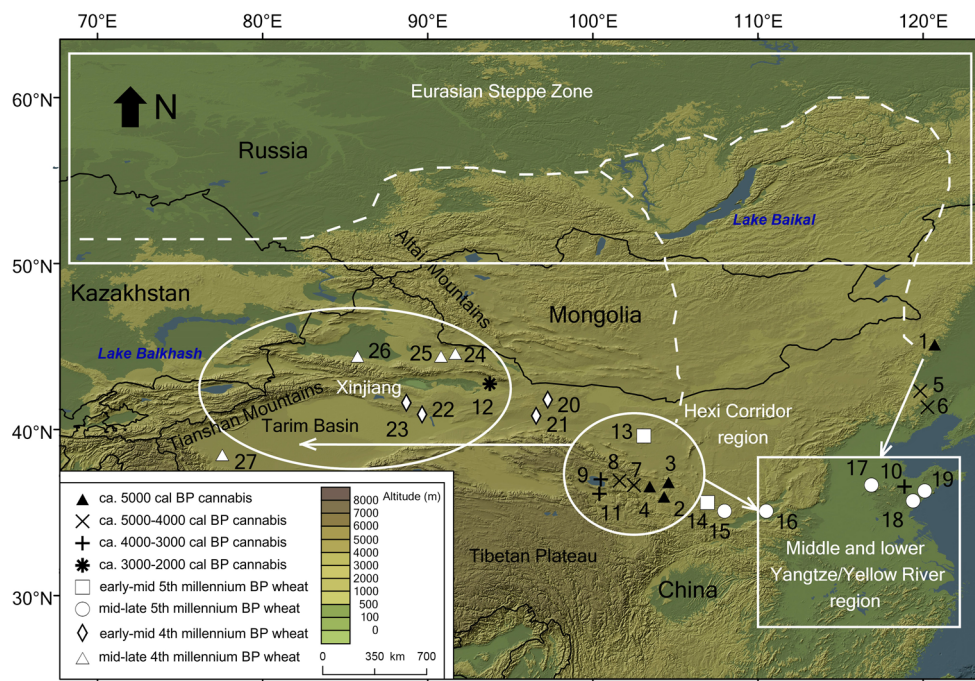 70°E 80°E 90°E 100°E 110°E 120°E
60°N
50°N
40°N
30°N
N
Eurasian Steppe Zone
Russia
Lake Baikal
Altai Mountains
Kazakhstan
Mongolia
Lake Balkhash
1
26
25
24
5
6
Xinjiang
12
20
Tianshan Mountains
Tarim Basin
22
23
21
Hexi Corridor
region
13
27
8
7
3
9
11
4
2
14
15
16
17
10
19
18
Tibetan Plateau
China
Middle and lower
Yangtze/Yellow River
region
ca. 5000 cal BP cannabis
ca. 5000-4000 cal BP cannabis
ca. 4000-3000 cal BP cannabis
ca. 3000-2000 cal BP cannabis
early-mid 5th millennium BP wheat
mid-late 5th millennium BP wheat
early-mid 4th millennium BP wheat
mid-late 4th millennium BP wheat
8000 Altitude (m)
7000
6000
5000
4000
3000
2000
1000
500
100
0
0 350 km 700